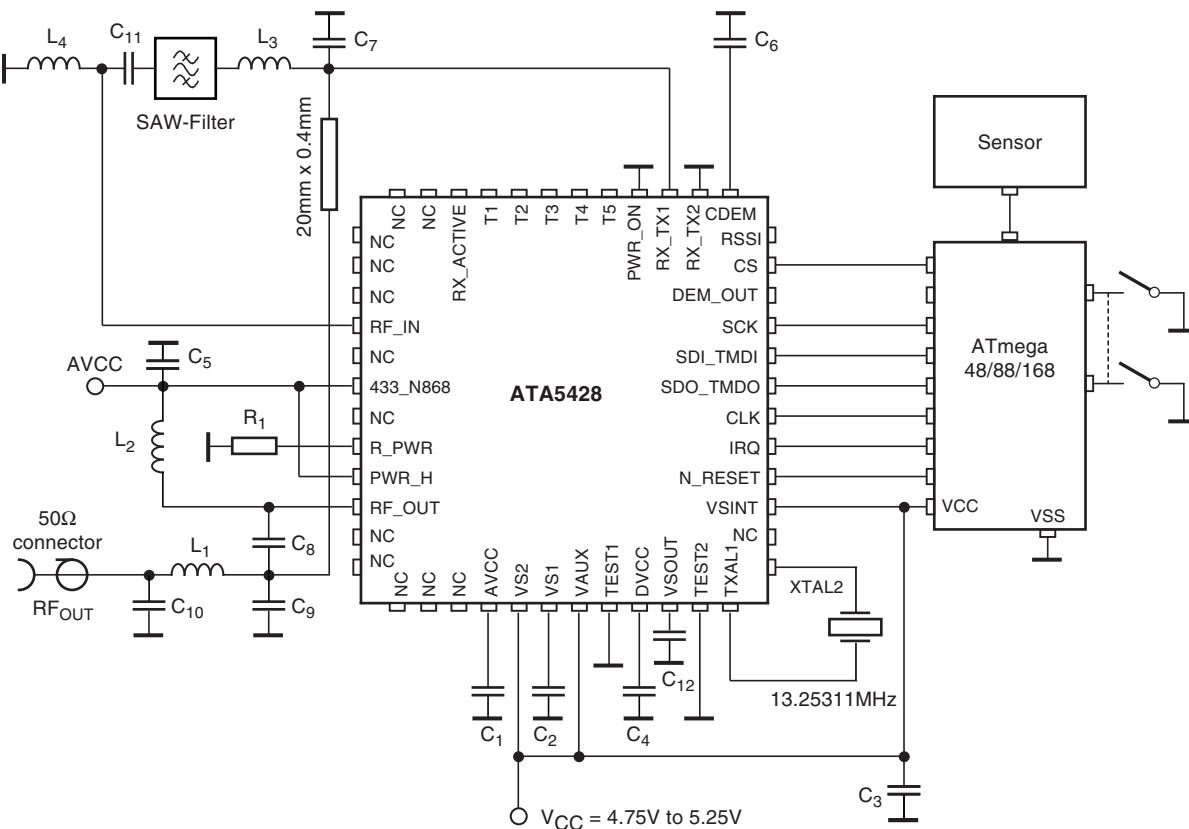 L4
C11
L3
C7
C6
SAW-Filter
20mm x 0.4mm
Sensor
NC
NC
RX_ACTIVE
T1
T2
T3
T4
T5
PWR_ON
RX_TX1
RX_TX2
CDEM
NC
NC
NC
RF_IN
NC
433_N868
NC
R_PWR
PWR_H
RF_OUT
NC
NC
RSSI
CS
DEM_OUT
SCK
SDI_TMDI
SDO_TMDO
CLK
IRQ
N_RESET
VSINT
NC
ATA5428
ATmega
48/88/168
VCC
VSS
AVCC
C5
L2
R1
50Ω
connector
L1
C8
RFOUT
C10
C9
NC
NC
NC
AVCC
VS2
VS1
VAUX
TEST1
DVCC
VSOUT
TEST2
TXAL1
XTAL2
C12
13.25311MHz
C1
C2
C4
C3
VCC = 4.75V to 5.25V